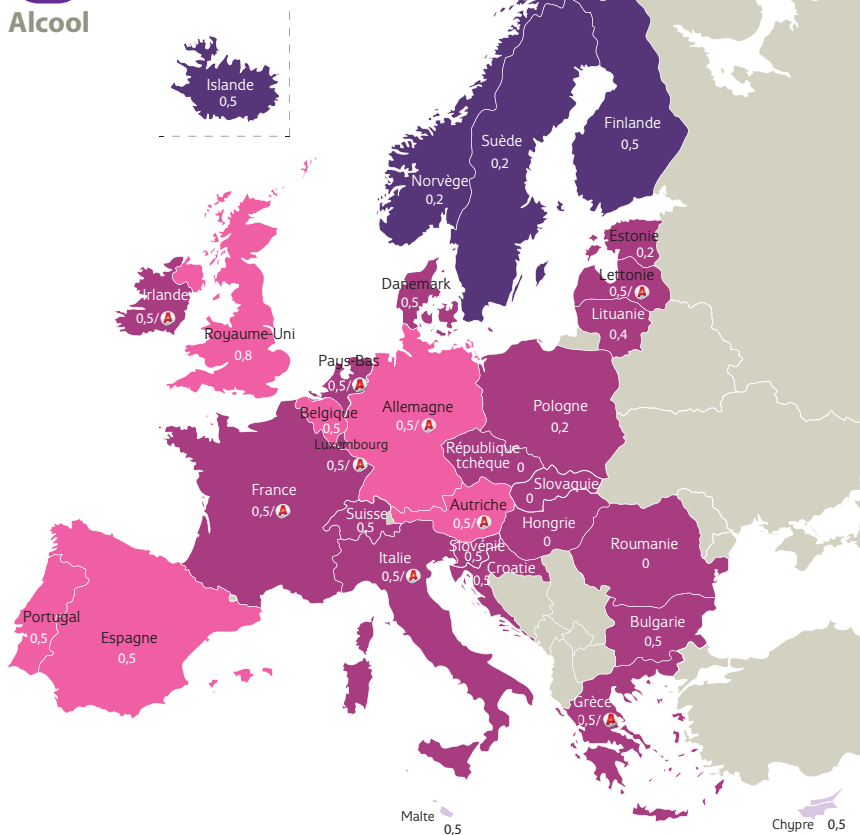 Alcool
Islande
0,5
Finlande
0,5
Suède
0,2
Norvège
0,2
Estonie
0,2
Lettonie
0,5/ A
Lituanie
0,4
Danemark
0,5
Irlande
0,5/ A
Royaume-Uni
0,8
Pays-Bas
0,5/ A
Belgique
0,5
Allemagne
0,5/ A
Pologne
0,2
Luxembourg
0,5/ A
République
tchèque 0
Slovaquie
0
France
0,5/ A
Suisse
0,5
Autriche
0,5/ A
Hongrie
0
Roumanie
0
Slovénie
0,5
Italie
0,5/ A
Croatie
0,5
Portugal
0,5
Espagne
0,5
Bulgarie
0,5
Grèce
0,5/ A
Malte
0,5
Chypre 0,5